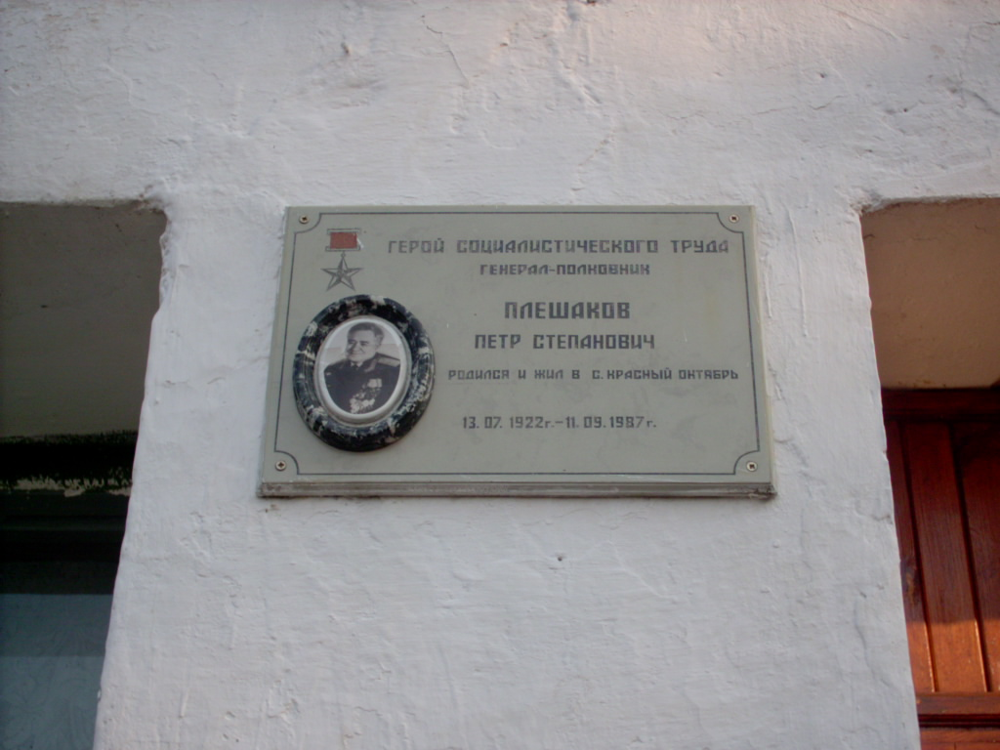 ГЕРОЙ СОЦИАЛИСТИЧЕСКОГО ТРУДА
ГЕНЕРАЛ-ПОЛКОВНИК
ПЛЕШАКОВ
ПЕТР СТЕПАНОВИЧ
РОДИЛСЯ И ЖИЛ В С. КРАСНЫЙ ОКТЯБРЬ
13. 07. 1922г.-11. 09. 1987г.